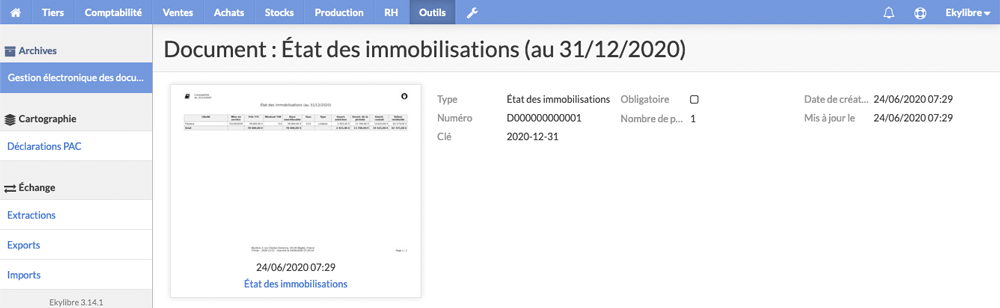 Tiers Comptabilité Ventes Achats Stocks Production RH Outils Ekylibre
Archives
Gestion électronique des docu...
Cartographie
Déclarations PAC
Échange
Extractions
Exports
Imports
Ekylibre 3.14.1
Document : État des immobilisations (au 31/12/2020)
État des immobilisations (au 31/12/2020)
24/06/2020 07:29
État des immobilisations
Type État des immobilisations Obligatoire Date de créat... 24/06/2020 07:29
Numéro D000000000001 Nombre de p... 1 Mis à jour le 24/06/2020 07:29
Clé 2020-12-31